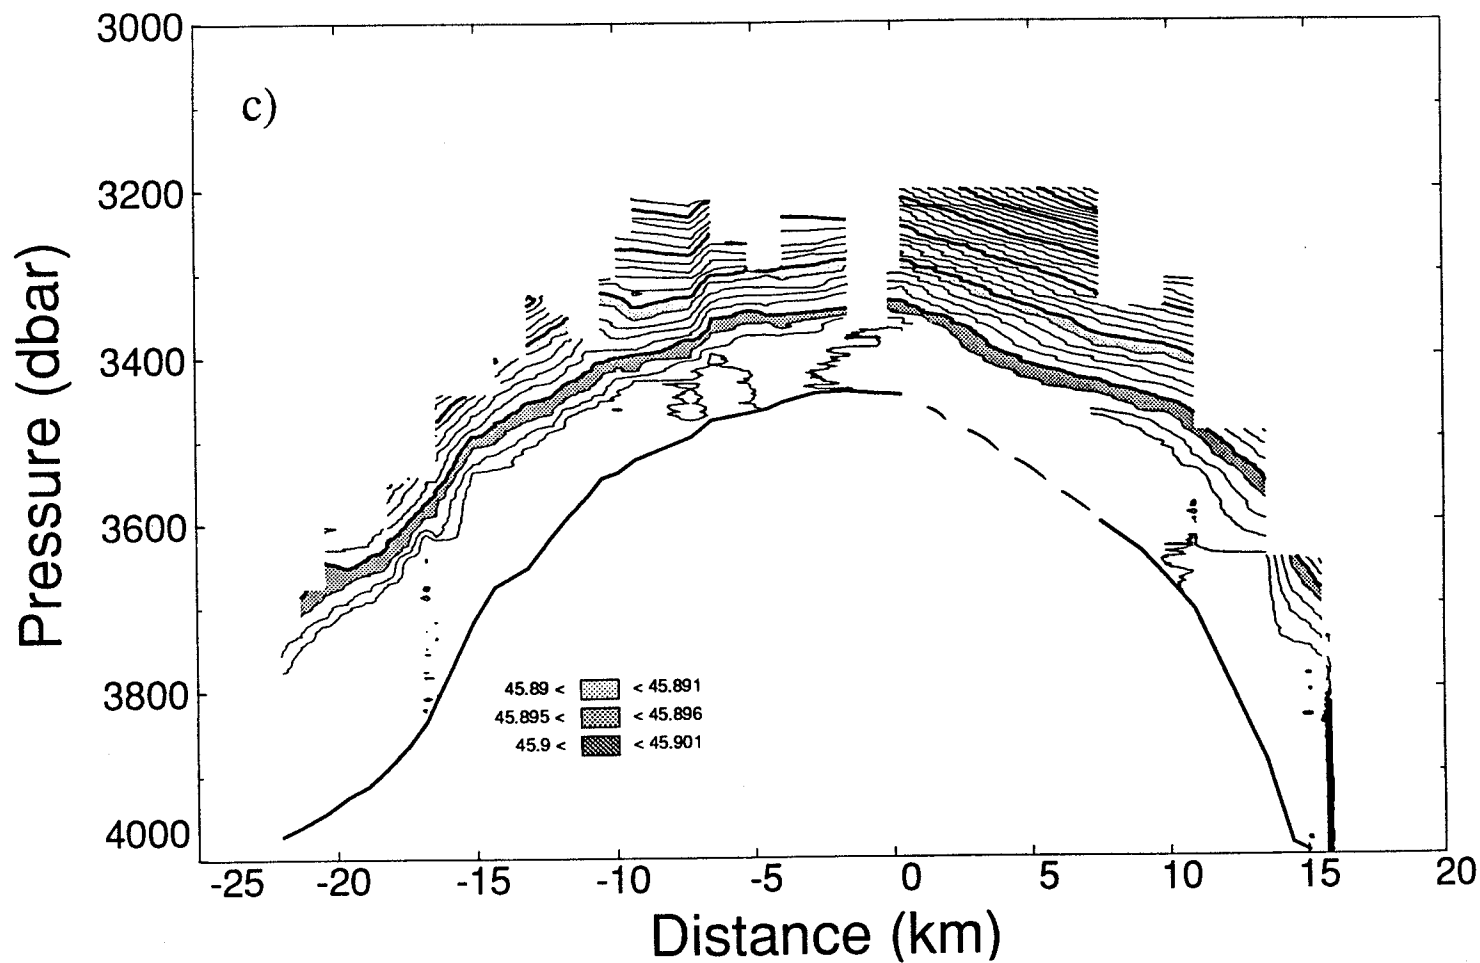 3000
c)
3200
3400
3600
3800
4000
Pressure (dbar)
45.89 < < 45.891
45.895 < < 45.896
45.9 < < 45.901
-25 -20 -15 -10 -5 0 5 10 15 20
Distance (km)